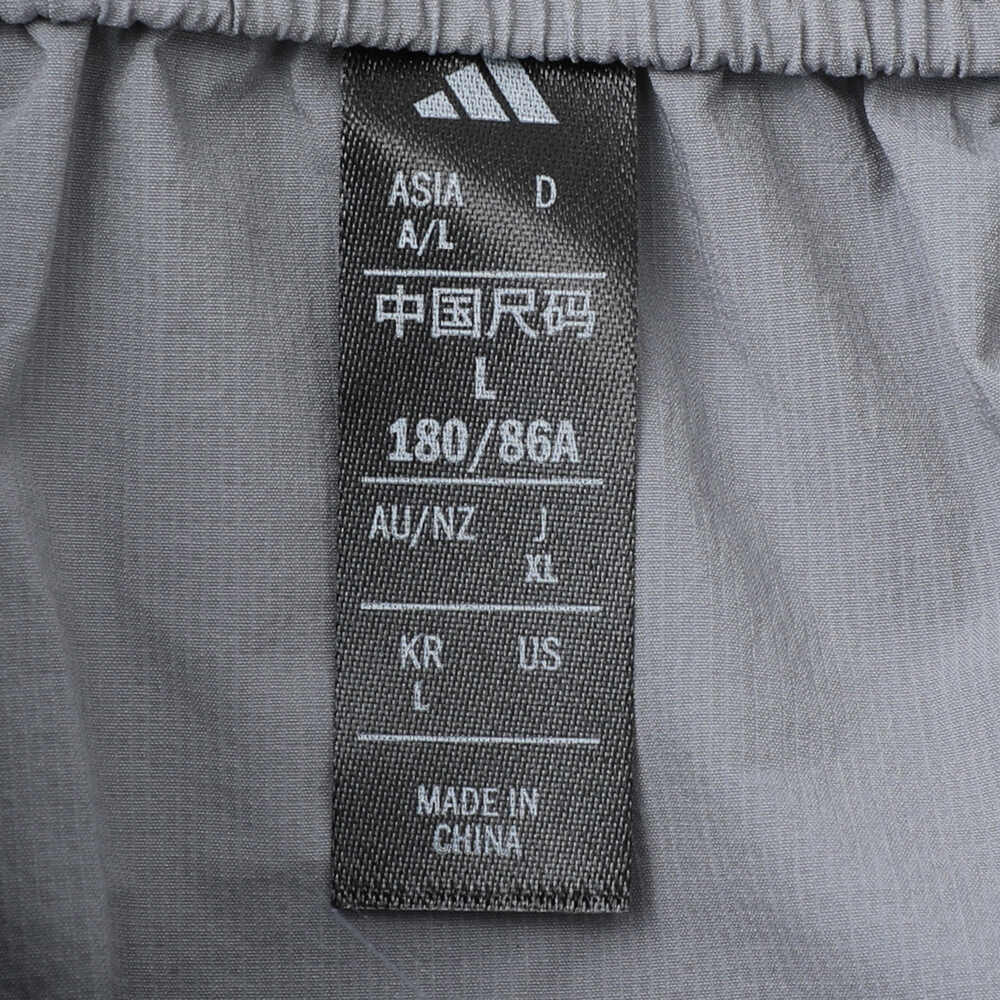 ASIA D
A/L
中国尺码
L
180/86A
AU/NZ J
XL
KR US
L
MADE IN
CHINA